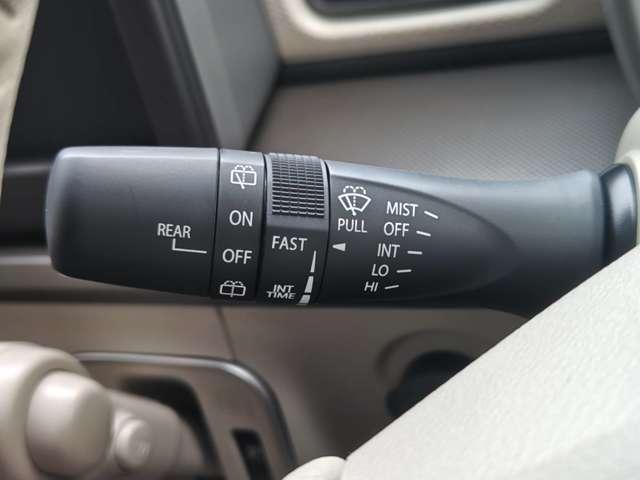 REAR
ON
OFF
FAST
INT
TIME
PULL
MIST
OFF
INT
LO
HI